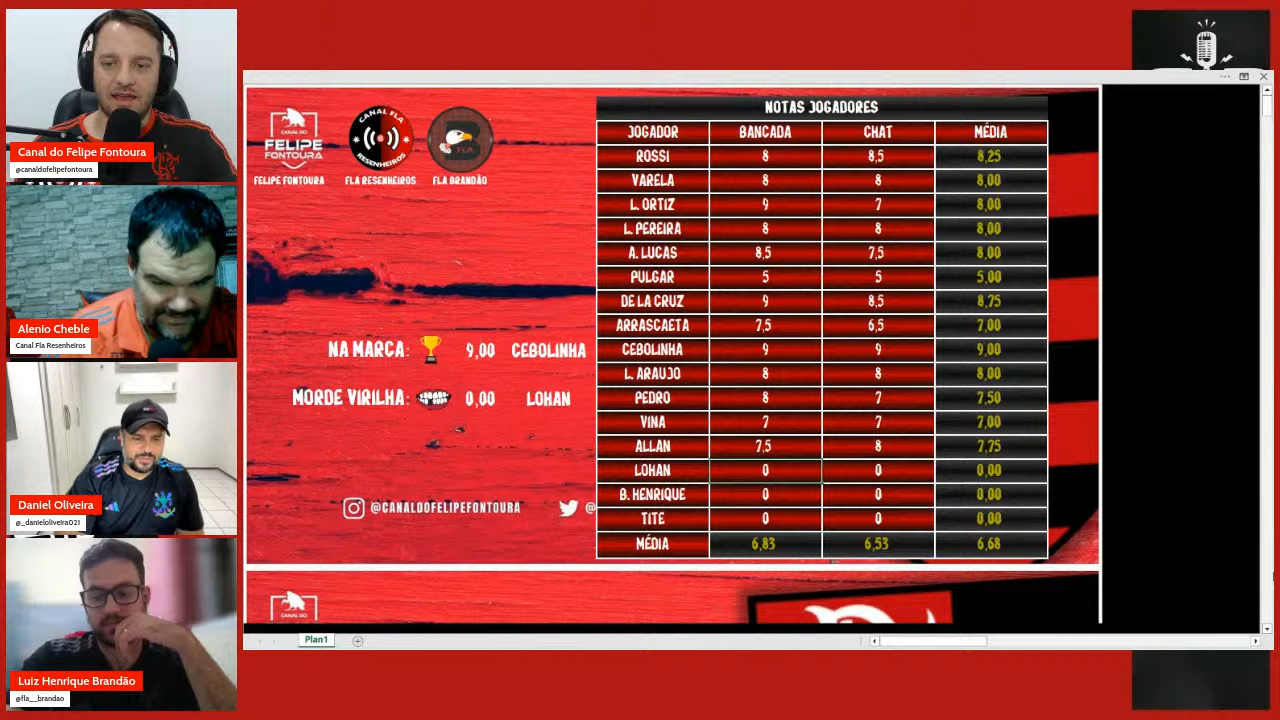 Canal do Felipe Fontoura
@canaldofelipefontoura
Alenio Cheble
Canal Fla Resenheiros
Daniel Oliveira
@_danieloliveira021
Luiz Henrique Brandão
@fla__brandao
CANAL DO
FELIPE
FONTOURA
CANAL FLA
RESENHEIROS
B
FLA
FELIPE FONTOURA FLA RESENHEIROS FLA BRANDÃO
NA MARCA: 9,00 CEBOLINHA
MORDE VIRILHA: 0,00 LOHAN
@CANALDOFELIPEFONTOURA @
NOTAS JOGADORES
JOGADOR BANCADA CHAT MÉDIA
ROSSI 8 8,5 8,25
VARELA 8 8 8,00
L. ORTIZ 9 7 8,00
L. PEREIRA 8 8 8,00
A. LUCAS 8,5 7,5 8,00
PULGAR 5 5 5,00
DE LA CRUZ 9 8,5 8,75
ARRASCAETA 7,5 6,5 7,00
CEBOLINHA 9 9 9,00
L. ARAUJO 8 8 8,00
PEDRO 8 7 7,50
VINA 7 7 7,00
ALLAN 7,5 8 7,75
LOHAN 0 0 0,00
B. HENRIQUE 0 0 0,00
TITE 0 0 0,00
MÉDIA 6,83 6,53 6,68
CANAL DO
Plan1